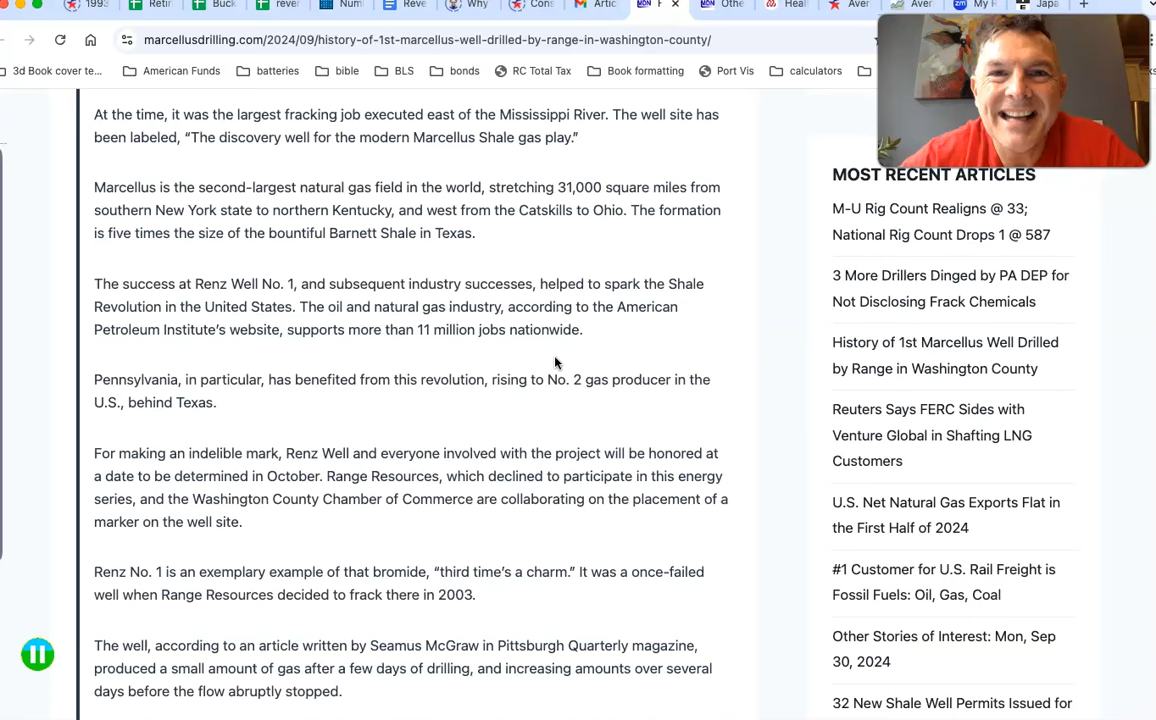 1993
Retir
Buck
rever
Num
Reve
Why
Cons
Artic
Othe
Heal
Aver
Aver
My R
Japa
marcellusdrilling.com/2024/09/history-of-1st-marcellus-well-drilled-by-range-in-washington-county/
3d Book cover te...
American Funds
batteries
bible
BLS
bonds
RC Total Tax
Book formatting
Port Vis
calculators
At the time, it was the largest fracking job executed east of the Mississippi River. The well site has
been labeled, “The discovery well for the modern Marcellus Shale gas play.”
Marcellus is the second-largest natural gas field in the world, stretching 31,000 square miles from
southern New York state to northern Kentucky, and west from the Catskills to Ohio. The formation
is five times the size of the bountiful Barnett Shale in Texas.
The success at Renz Well No. 1, and subsequent industry successes, helped to spark the Shale
Revolution in the United States. The oil and natural gas industry, according to the American
Petroleum Institute’s website, supports more than 11 million jobs nationwide.
Pennsylvania, in particular, has benefited from this revolution, rising to No. 2 gas producer in the
U.S., behind Texas.
For making an indelible mark, Renz Well and everyone involved with the project will be honored at
a date to be determined in October. Range Resources, which declined to participate in this energy
series, and the Washington County Chamber of Commerce are collaborating on the placement of a
marker on the well site.
Renz No. 1 is an exemplary example of that bromide, “third time’s a charm.” It was a once-failed
well when Range Resources decided to frack there in 2003.
The well, according to an article written by Seamus McGraw in Pittsburgh Quarterly magazine,
produced a small amount of gas after a few days of drilling, and increasing amounts over several
days before the flow abruptly stopped.
MOST RECENT ARTICLES
M-U Rig Count Realigns @ 33;
National Rig Count Drops 1 @ 587
3 More Drillers Dinged by PA DEP for
Not Disclosing Frack Chemicals
History of 1st Marcellus Well Drilled
by Range in Washington County
Reuters Says FERC Sides with
Venture Global in Shafting LNG
Customers
U.S. Net Natural Gas Exports Flat in
the First Half of 2024
#1 Customer for U.S. Rail Freight is
Fossil Fuels: Oil, Gas, Coal
Other Stories of Interest: Mon, Sep
30, 2024
32 New Shale Well Permits Issued for